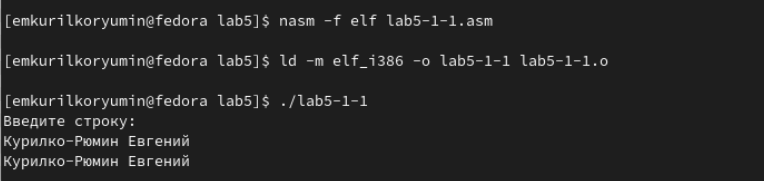 [emkurilkoryumin@fedora lab5]$ nasm -f elf lab5-1-1.asm
[emkurilkoryumin@fedora lab5]$ ld -m elf_i386 -o lab5-1-1 lab5-1-1.o
[emkurilkoryumin@fedora lab5]$ ./lab5-1-1
Введите строку:
Курилко-Рюмин Евгений
Курилко-Рюмин Евгений